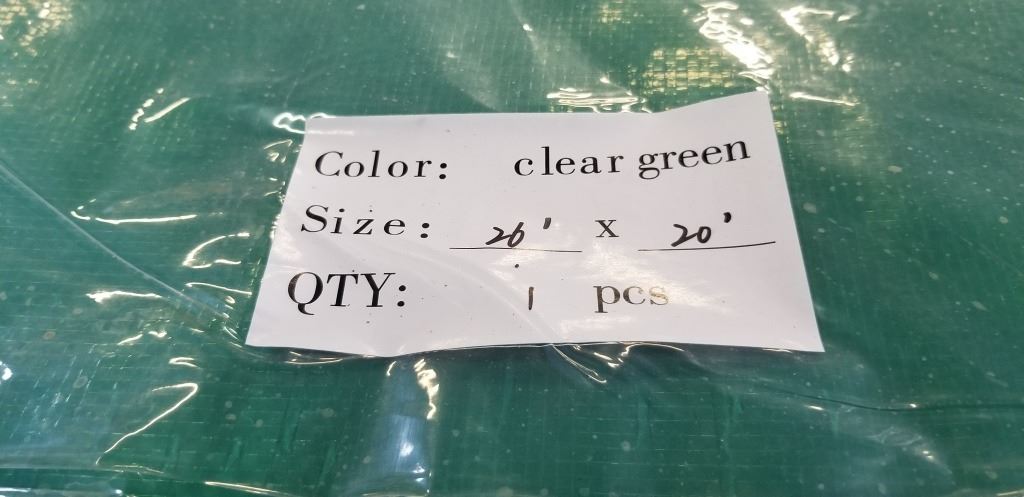 Color: clear green
Size: 26' x 20'
QTY: 1 pcs